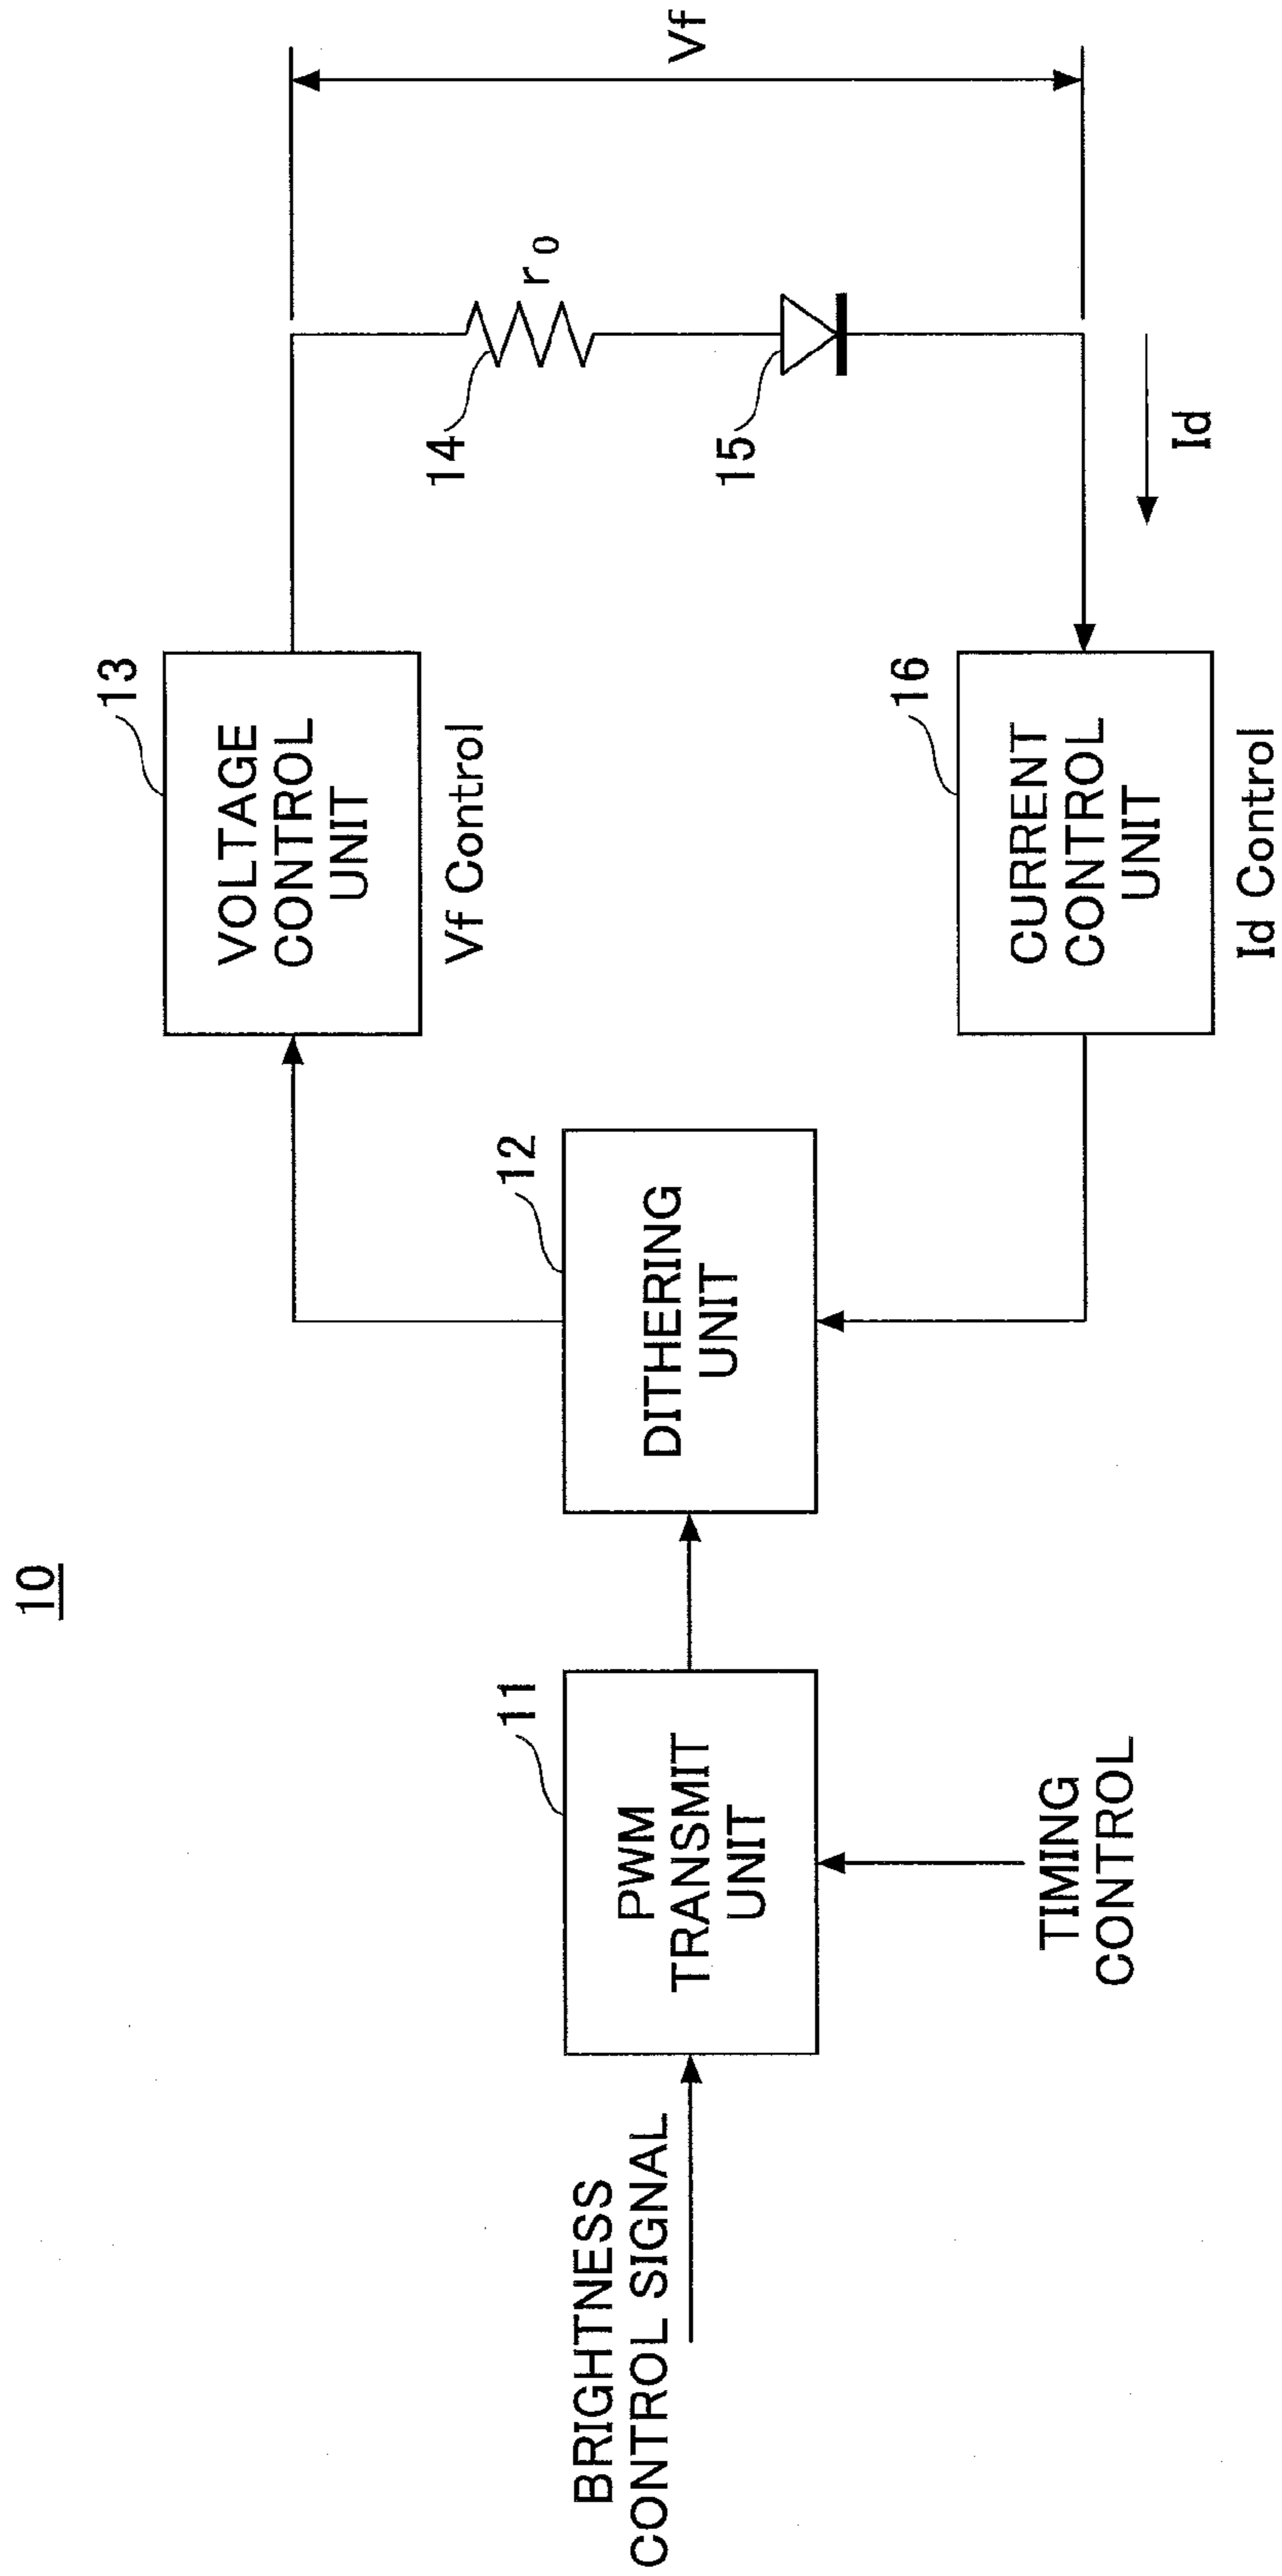 10
BRIGHTNESS
CONTROL SIGNAL
11
PWM
TRANSMIT
UNIT
TIMING
CONTROL
12
DITHERING
UNIT
13
VOLTAGE
CONTROL
UNIT
Vf Control
16
CURRENT
CONTROL
UNIT
Id Control
14
r0
15
Id
Vf